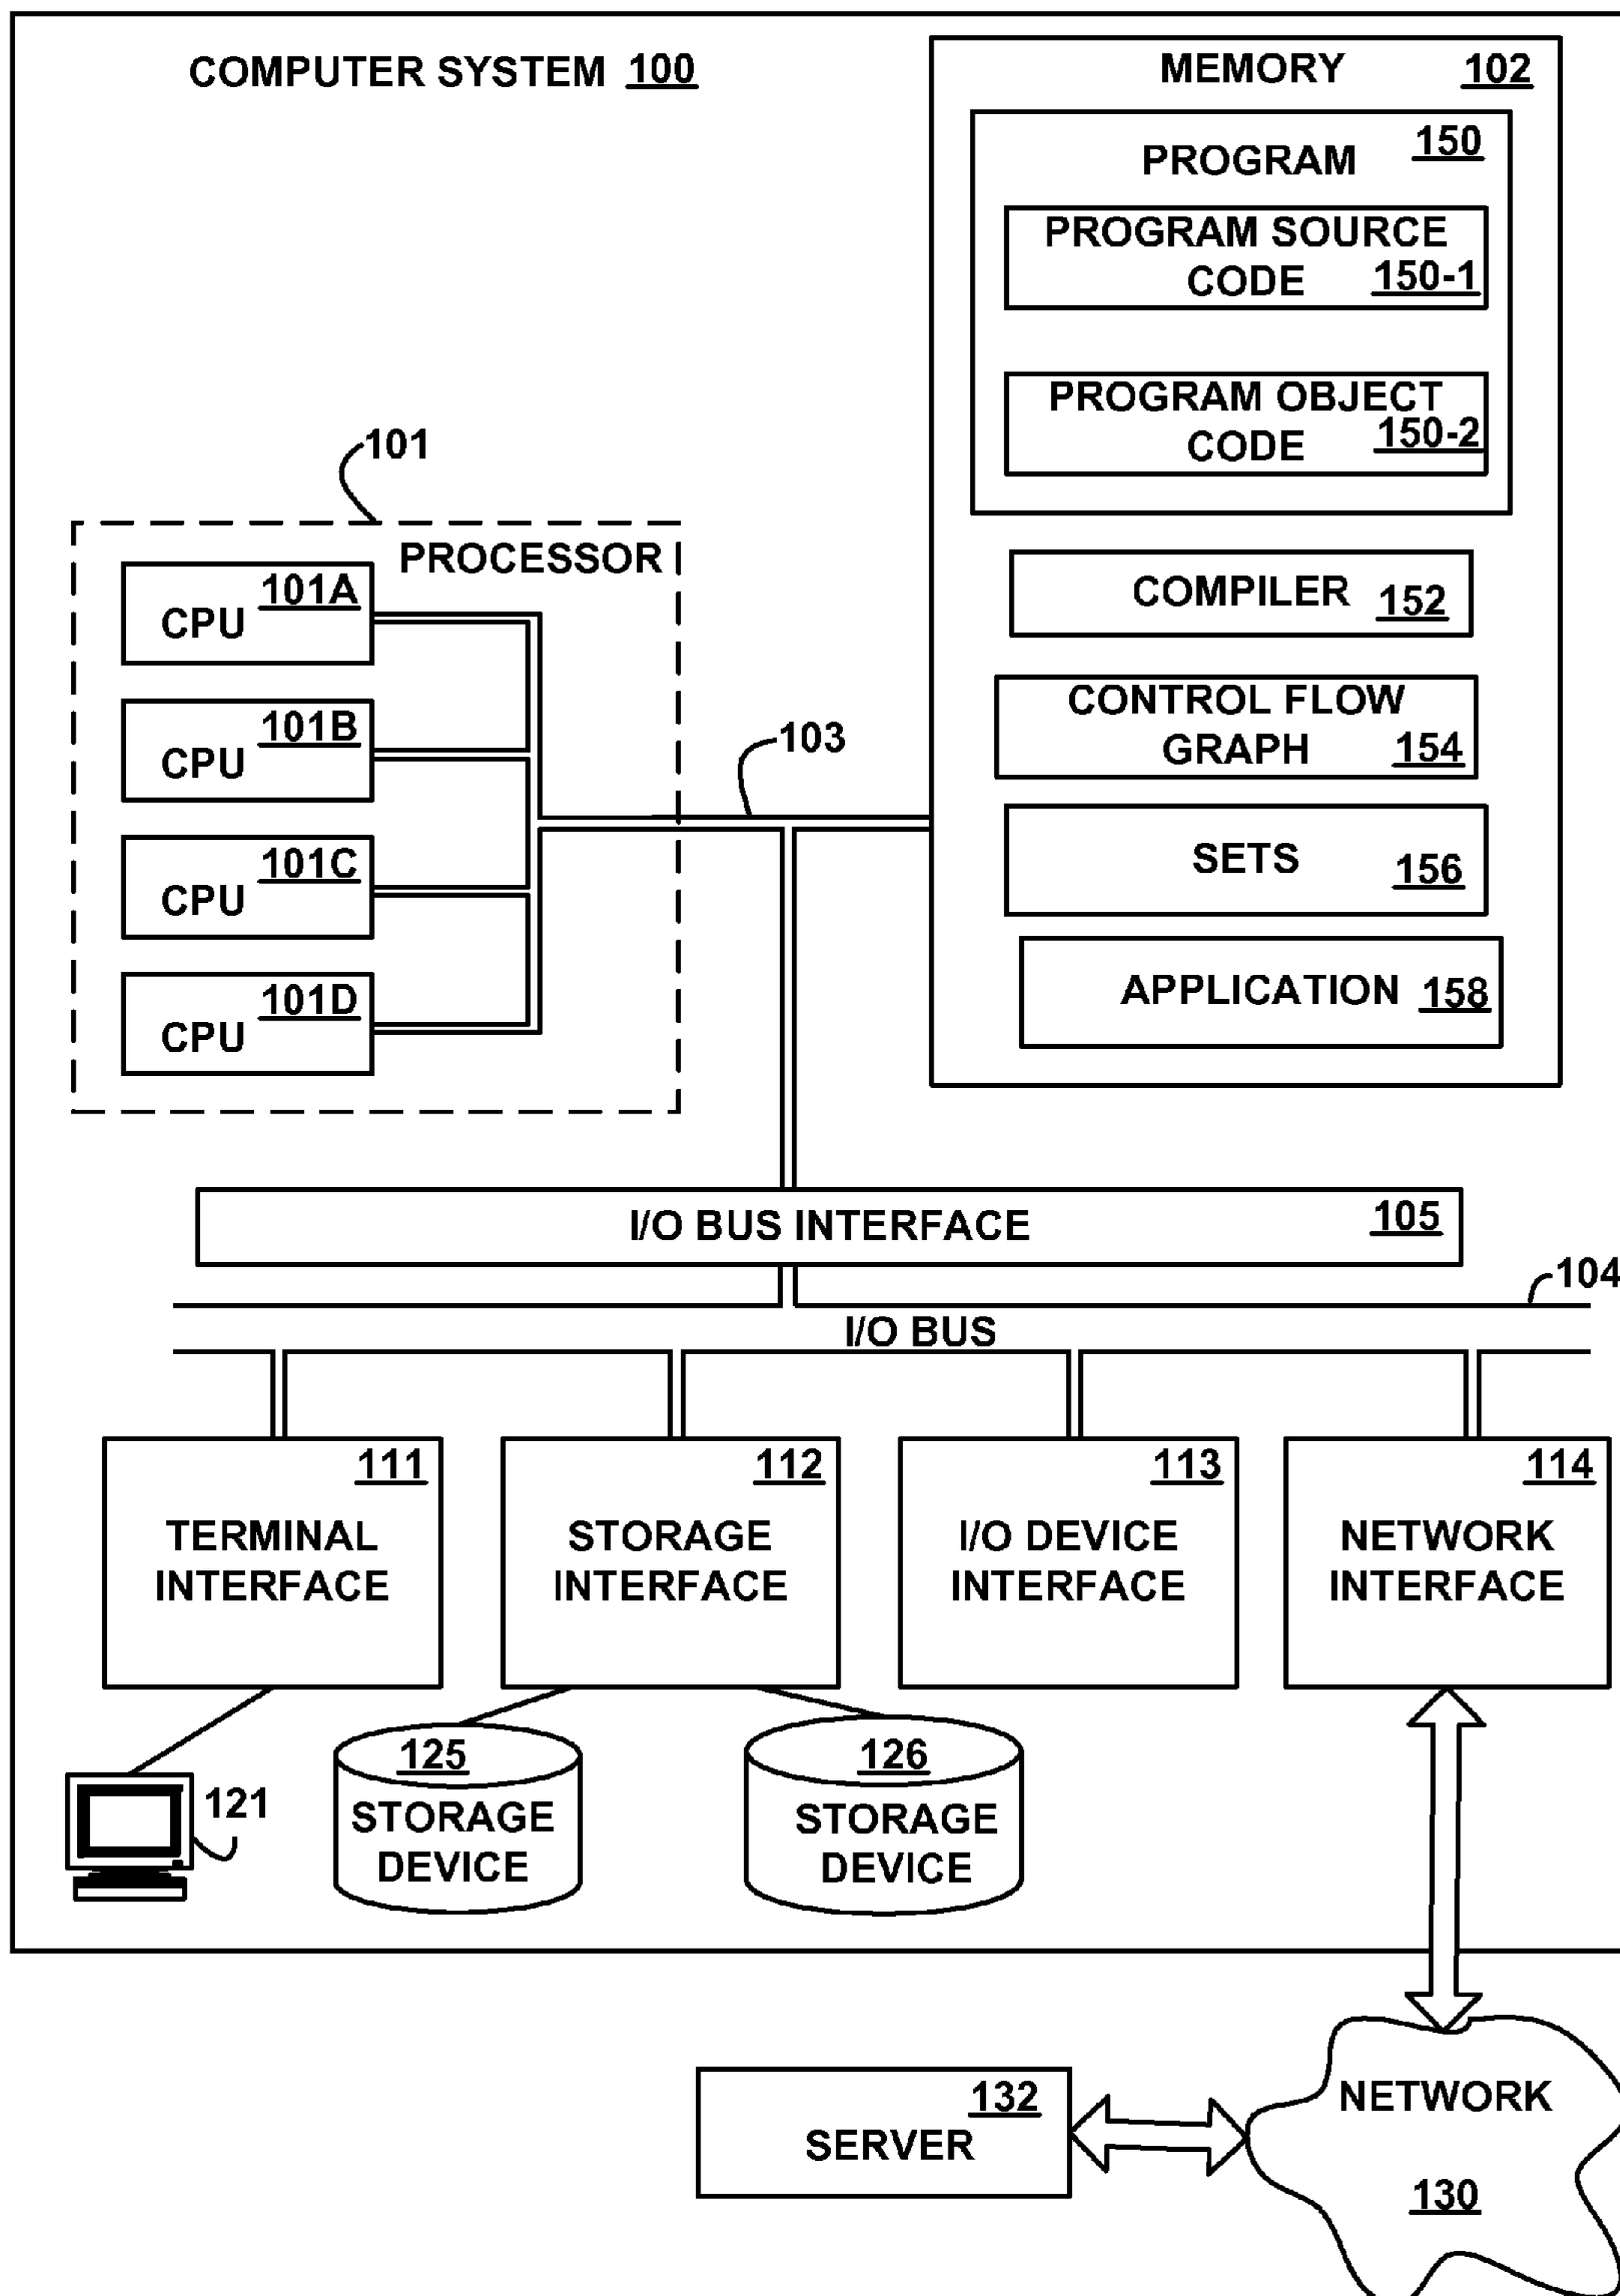 COMPUTER SYSTEM 100
MEMORY 102
PROGRAM 150
PROGRAM SOURCE
CODE 150-1
PROGRAM OBJECT
CODE 150-2
COMPILER 152
CONTROL FLOW
GRAPH 154
SETS 156
APPLICATION 158
101
PROCESSOR
101A
CPU
101B
CPU
101C
CPU
101D
CPU
103
I/O BUS INTERFACE 105
104
I/O BUS
111
TERMINAL
INTERFACE
112
STORAGE
INTERFACE
113
I/O DEVICE
INTERFACE
114
NETWORK
INTERFACE
121
125
STORAGE
DEVICE
126
STORAGE
DEVICE
132
SERVER
NETWORK
130